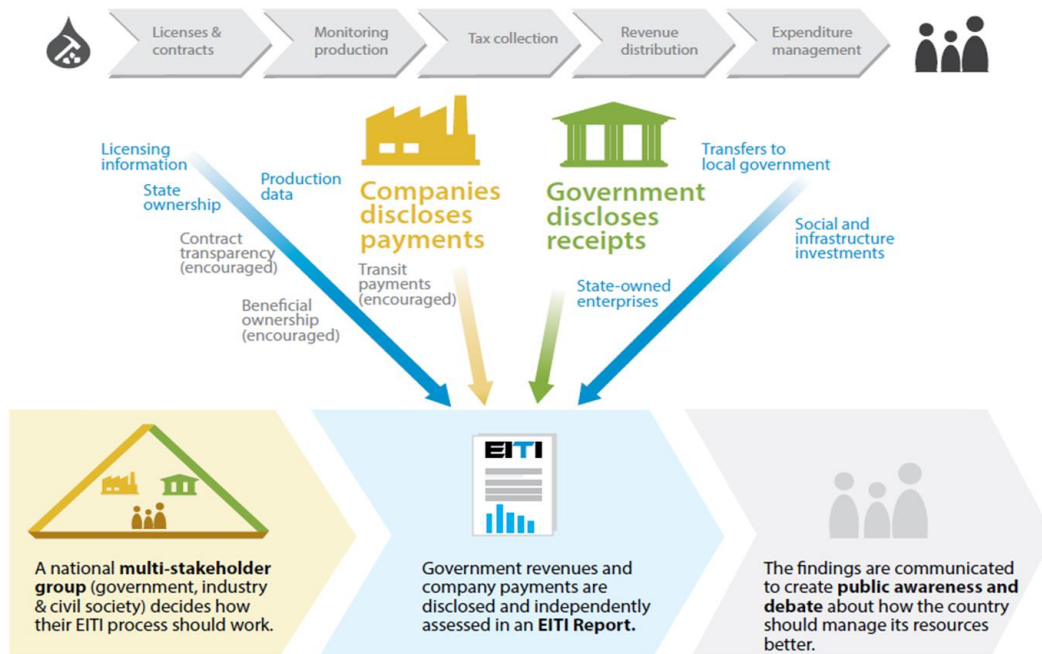 Licenses &
contracts
Monitoring
production
Tax collection
Revenue
distribution
Expenditure
management
Licensing
information
State
ownership
Production
data
Contract
transparency
(encouraged)
Beneficial
ownership
(encouraged)
Companies
discloses
payments
Transit
payments
(encouraged)
Government
discloses
receipts
State-owned
enterprises
Transfers to
local government
Social and
infrastructure
investments
A national multi-stakeholder
group (government, industry
& civil society) decides how
their EITI process should work.
EITI
Government revenues and
company payments are
disclosed and independently
assessed in an EITI Report.
The findings are communicated
to create public awareness and
debate about how the country
should manage its resources
better.